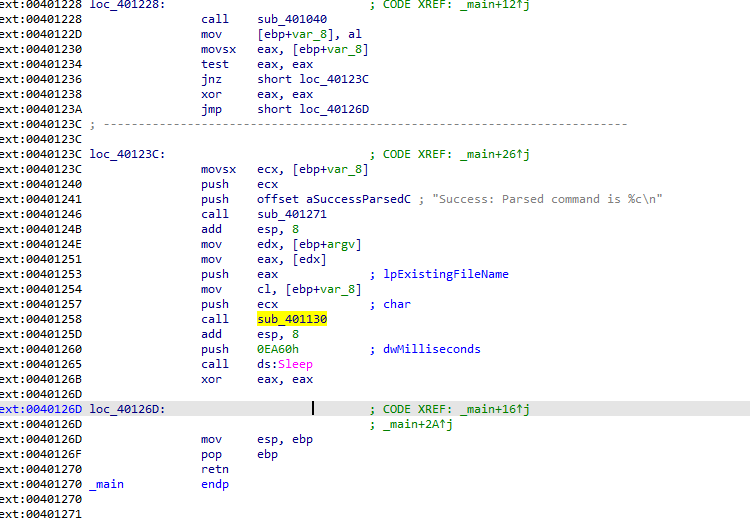 ext:00401228 loc_401228: ; CODE XREF: _main+12↑j
ext:00401228 call sub_401040
ext:0040122D mov [ebp+var_8], al
ext:00401230 movsx eax, [ebp+var_8]
ext:00401234 test eax, eax
ext:00401236 jnz short loc_40123C
ext:00401238 xor eax, eax
ext:0040123A jmp short loc_40126D
ext:0040123C ; ---------------------------------------------------------------------------
ext:0040123C
ext:0040123C loc_40123C: ; CODE XREF: _main+26↑j
ext:0040123C movsx ecx, [ebp+var_8]
ext:00401240 push ecx
ext:00401241 push offset aSuccessParsedC ; "Success: Parsed command is %c\n"
ext:00401246 call sub_401271
ext:0040124B add esp, 8
ext:0040124E mov edx, [ebp+argv]
ext:00401251 mov eax, [edx]
ext:00401253 push eax ; lpExistingFileName
ext:00401254 mov cl, [ebp+var_8]
ext:00401257 push ecx ; char
ext:00401258 call sub_401130
ext:0040125D add esp, 8
ext:00401260 push 0EA60h ; dwMilliseconds
ext:00401265 call ds:Sleep
ext:0040126B xor eax, eax
ext:0040126D
ext:0040126D loc_40126D: ; CODE XREF: _main+16↑j
ext:0040126D ; _main+2A↑j
ext:0040126D mov esp, ebp
ext:0040126F pop ebp
ext:00401270 retn
ext:00401270 _main endp
ext:00401270
ext:00401271